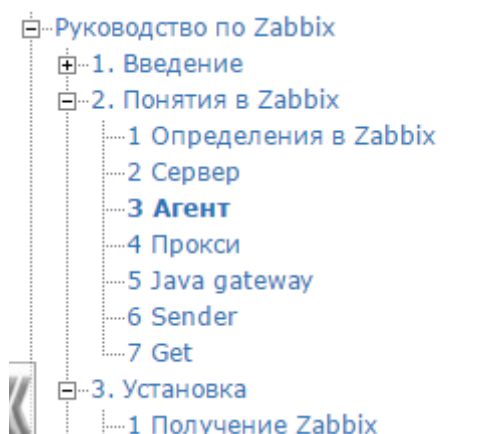 Руководство по Zabbix
1. Введение
2. Понятия в Zabbix
1 Определения в Zabbix
2 Сервер
3 Агент
4 Прокси
5 Java gateway
6 Sender
7 Get
3. Установка
1 Получение Zabbix